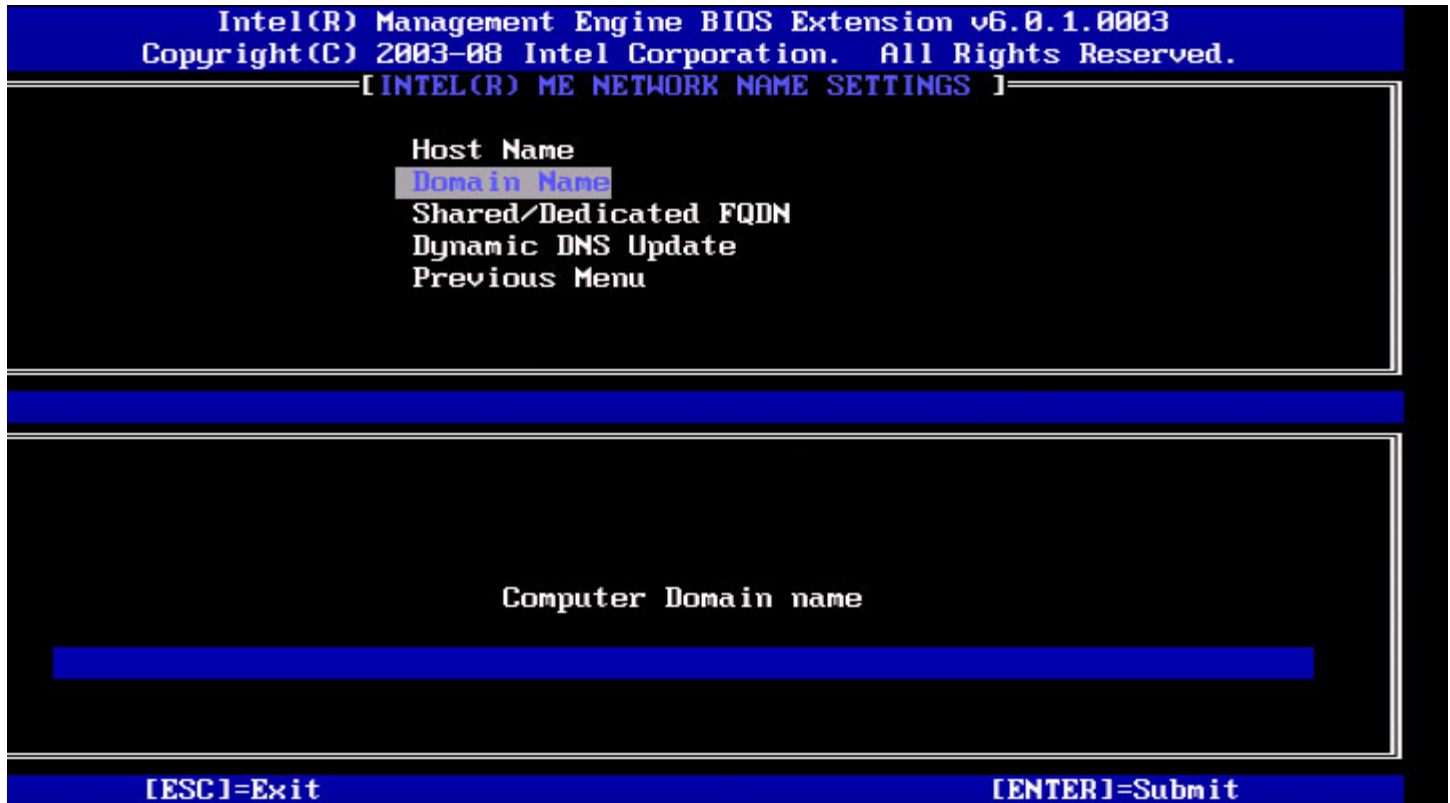 Intel(R) Management Engine BIOS Extension v6.0.1.0003
Copyright(C) 2003-08 Intel Corporation. All Rights Reserved.
[INTEL(R) ME NETWORK NAME SETTINGS ]
Host Name
Domain Name
Shared/Dedicated FQDN
Dynamic DNS Update
Previous Menu
Computer Domain name
[ESC]=Exit [ENTER]=Submit